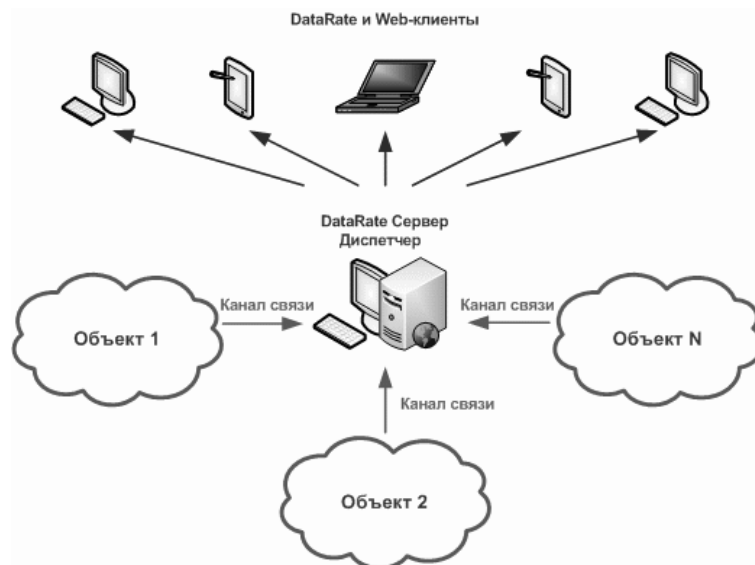 DataRate и Web-клиенты
DataRate Сервер
Диспетчер
Канал связи
Канал связи
Объект 1
Объект N
Канал связи
Объект 2